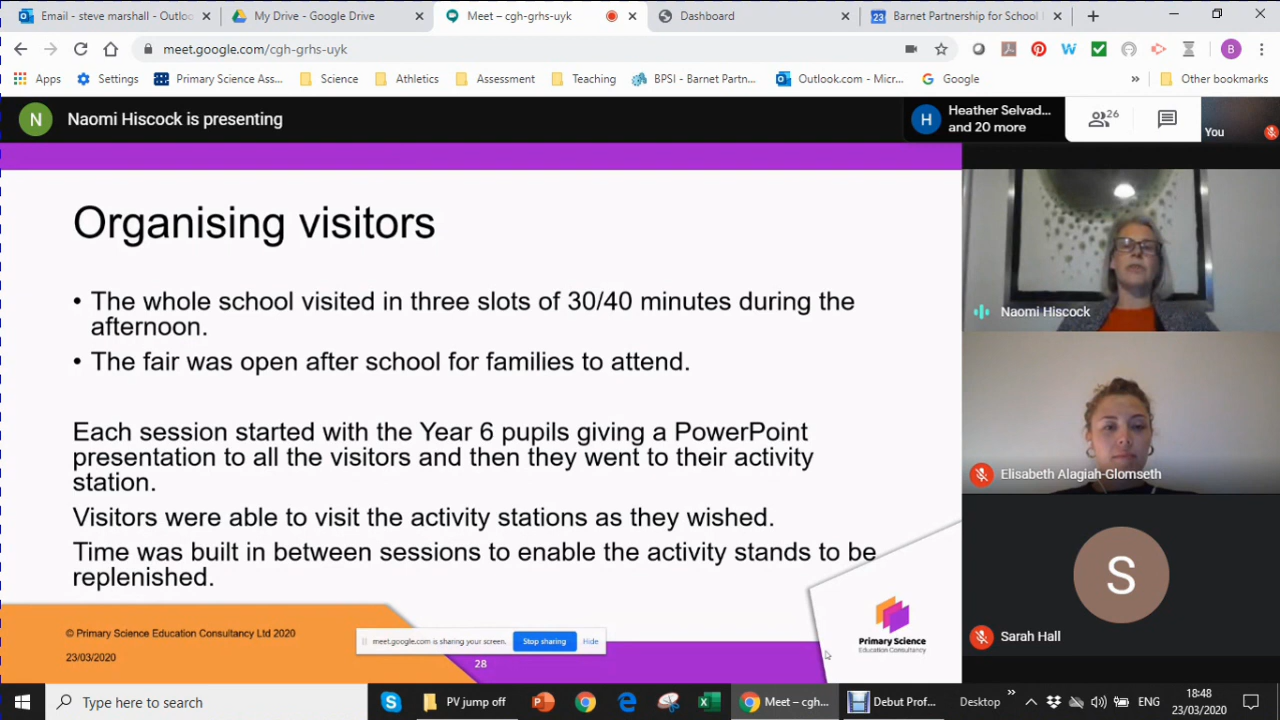 Email - steve marshall - Outloo
My Drive - Google Drive
Meet – cgh-grhs-uyk
Dashboard
23
Barnet Partnership for School I
meet.google.com/cgh-grhs-uyk
B
Apps
Settings
Primary Science Ass...
Science
Athletics
Assessment
Teaching
BPSI - Barnet Partn...
Outlook.com - Micr...
Google
»
Other bookmarks
N
Naomi Hiscock is presenting
H
Heather Selvad...
and 20 more
26
You
Organising visitors
• The whole school visited in three slots of 30/40 minutes during the
afternoon.
• The fair was open after school for families to attend.
Each session started with the Year 6 pupils giving a PowerPoint
presentation to all the visitors and then they went to their activity
station.
Visitors were able to visit the activity stations as they wished.
Time was built in between sessions to enable the activity stands to be
replenished.
© Primary Science Education Consultancy Ltd 2020
23/03/2020
meet.google.com is sharing your screen.
Stop sharing
Hide
28
Primary Science
Education Consultancy
Naomi Hiscock
Elisabeth Alagiah-Glomseth
S
Sarah Hall
Type here to search
PV jump off
Meet – cgh-...
Debut Prof...
Desktop
»
ENG
18:48
23/03/2020